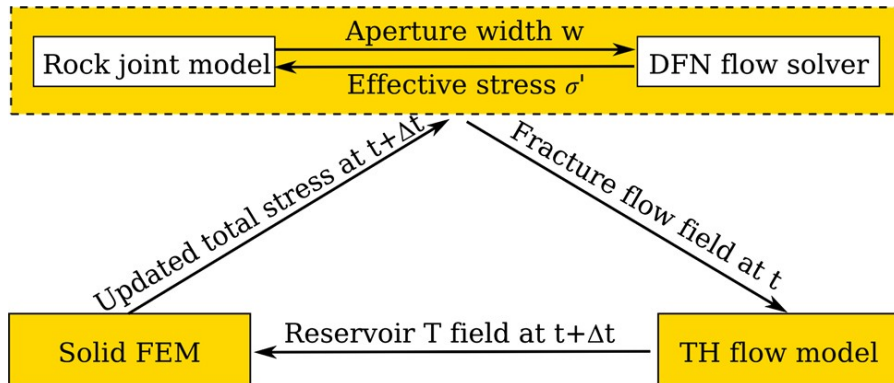 Aperture width w
Rock joint model
DFN flow solver
Effective stress σ'
Updated total stress at t+Δt
Fracture flow field at t
Reservoir T field at t+Δt
Solid FEM
TH flow model